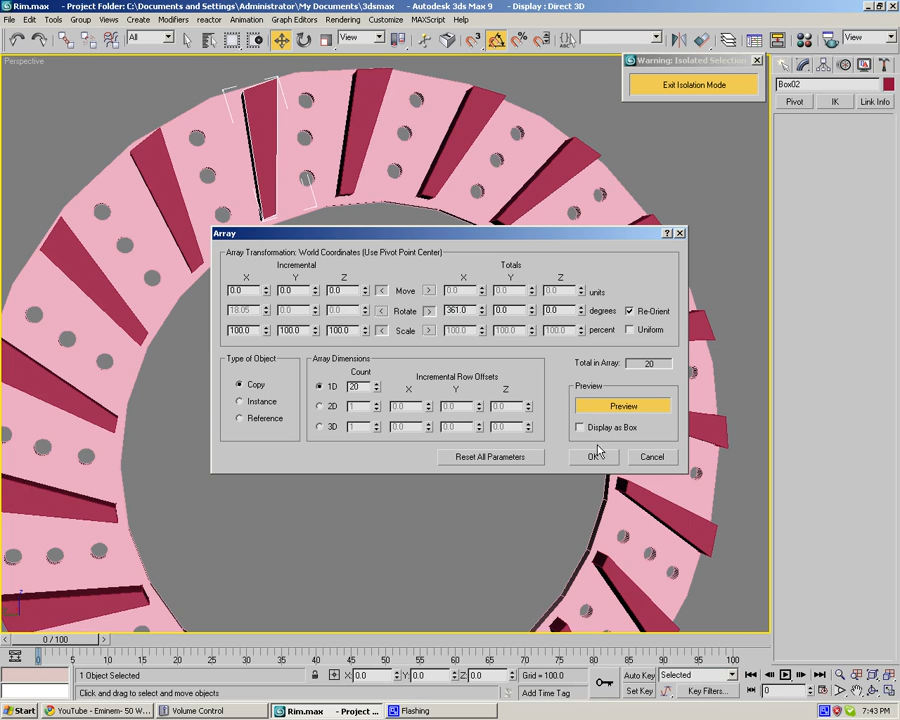 Rim.max - Project Folder: C:\Documents and Settings\Administrator\My Documents\3dsmax - Autodesk 3ds Max 9 - Display : Direct 3D
File Edit Tools Group Views Create Modifiers reactor Animation Graph Editors Rendering Customize MAXScript Help
All View View
Perspective
Warning: Isolated Selection
Exit Isolation Mode
Box02
Pivot IK Link Info
Array
Array Transformation: World Coordinates (Use Pivot Point Center)
Incremental Totals
X Y Z X Y Z
0.0 0.0 0.0 < Move > 0.0 0.0 0.0 units
18.05 0.0 0.0 < Rotate > 361.0 0.0 0.0 degrees Re-Orient
100.0 100.0 100.0 < Scale > 100.0 100.0 100.0 percent Uniform
Type of Object Array Dimensions Total in Array: 20
Count Incremental Row Offsets
Copy 1D 20 X Y Z Preview
Instance 2D 1 0.0 0.0 0.0 Preview
Reference 3D 1 0.0 0.0 0.0 Display as Box
Reset All Parameters OK Cancel
0 / 100
0 5 10 15 20 25 30 35 40 45 50 55 60 65 70 75 80 85 90 95 100
1 Object Selected X: 0.0 Y: 0.0 Z: 0.0 Grid = 100.0 Auto Key Selected
Click and drag to select and move objects Add Time Tag Set Key Key Filters... 0
Start YouTube - Eminem- 50 W... Volume Control Rim.max - Project ... Flashing 7:43 PM